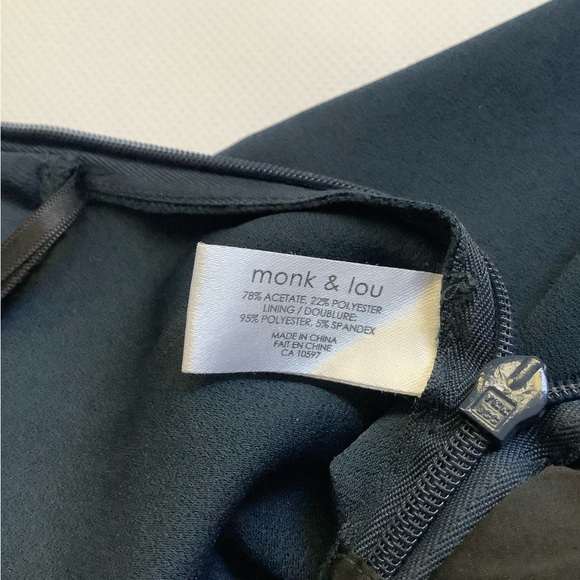 monk & lou
78% ACETATE, 22% POLYESTER
LINING / DOUBLURE:
95% POLYESTER, 5% SPANDEX
MADE IN CHINA
FAIT EN CHINE
CA 10597
YKK